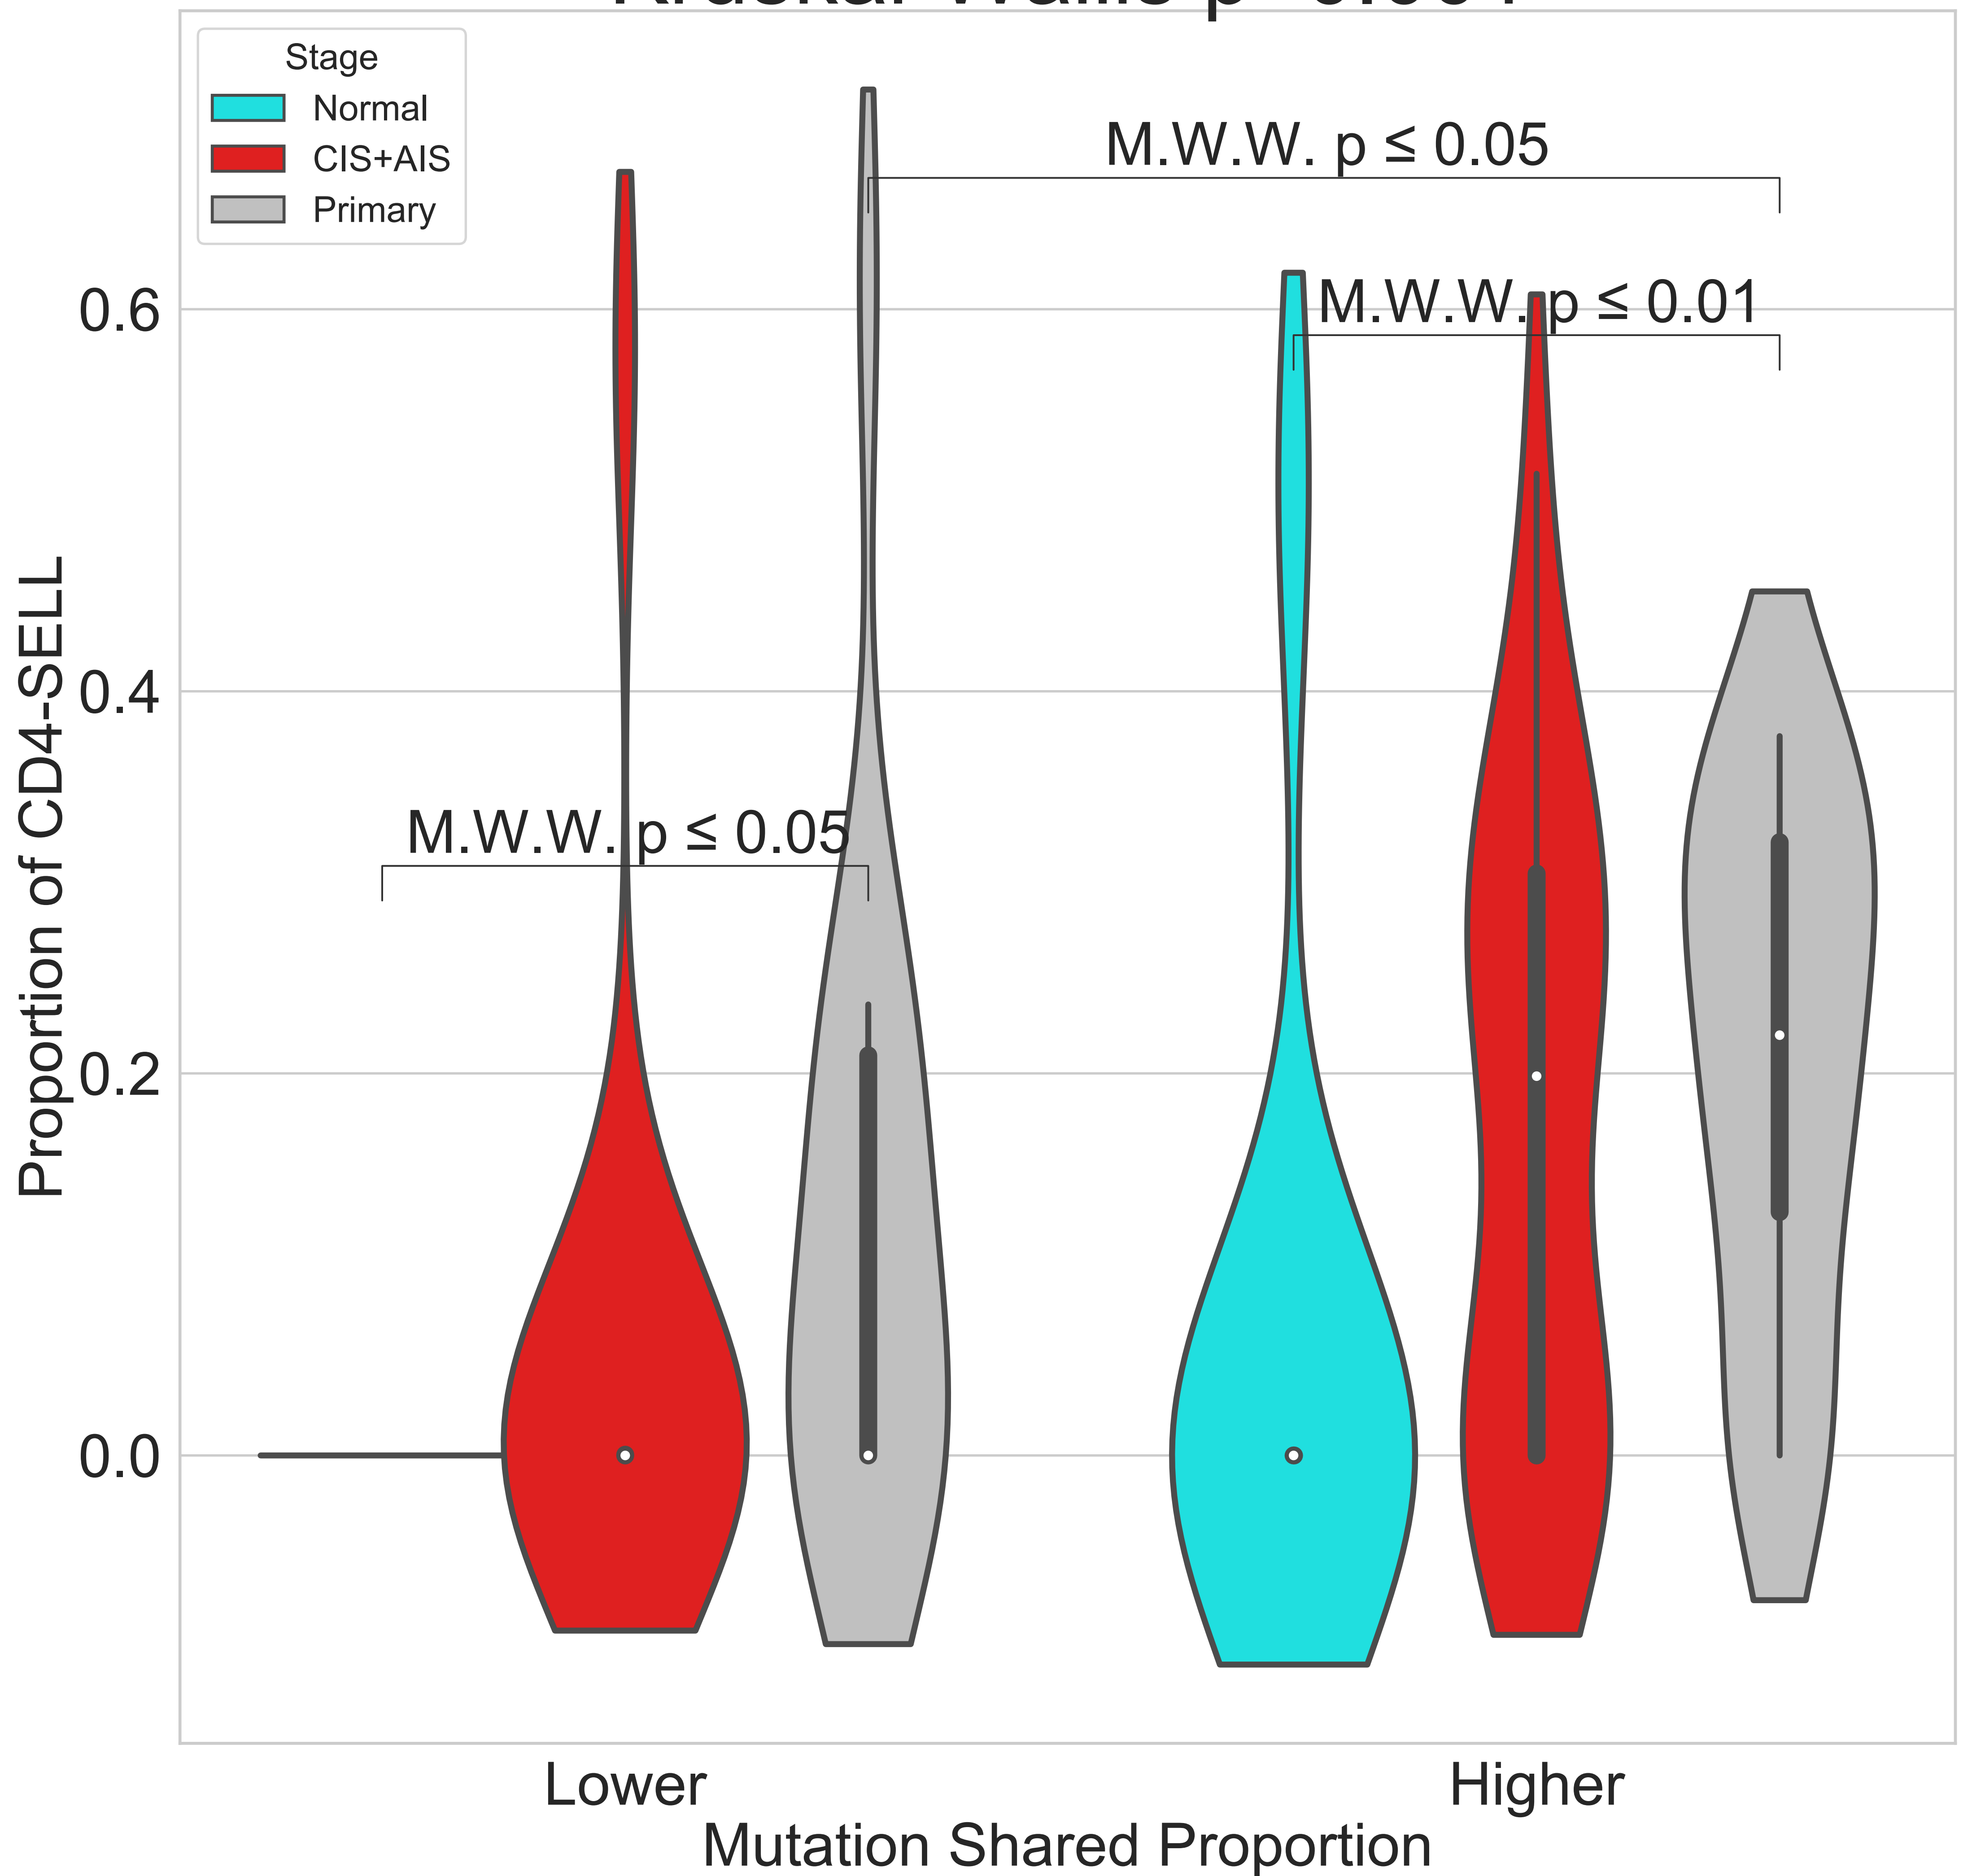 Stage
Normal
CIS+AIS
Primary
M.W.W. p ≤ 0.05
M.W.W. p ≤ 0.01
M.W.W. p ≤ 0.05
Proportion of CD4-SELL
0.6
0.4
0.2
0.0
Lower
Higher
Mutation Shared Proportion